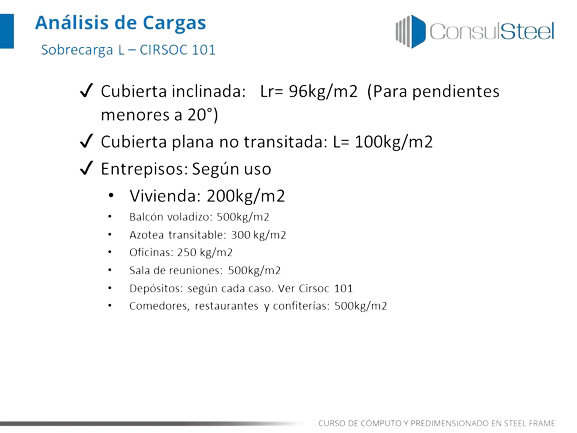 Análisis de Cargas
Sobrecarga L – CIRSOC 101
ConsulSteel
✓ Cubierta inclinada: Lr= 96kg/m2 (Para pendientes
menores a 20°)
✓ Cubierta plana no transitada: L= 100kg/m2
✓ Entrepisos: Según uso
• Vivienda: 200kg/m2
• Balcón voladizo: 500kg/m2
• Azotea transitable: 300 kg/m2
• Oficinas: 250 kg/m2
• Sala de reuniones: 500kg/m2
• Depósitos: según cada caso. Ver Cirsoc 101
• Comedores, restaurantes y confiterías: 500kg/m2
CURSO DE CÓMPUTO Y PREDIMENSIONADO EN STEEL FRAME